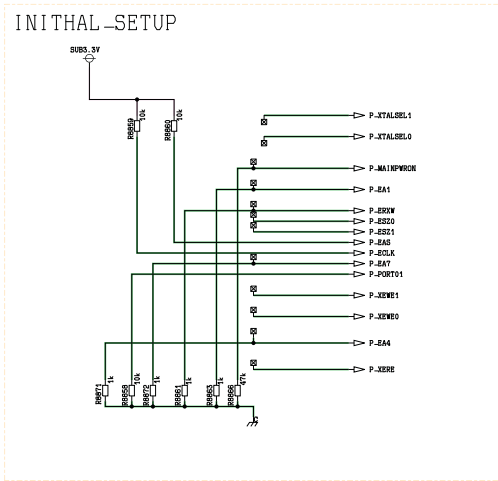 INITHAL_SETUP
SUB3.3V
R8859 10k
R8860 10k
P-XTALSEL1
P-XTALSEL0
P-MAINPWRON
P-EA1
P-ERXW
P-ESZ0
P-ESZ1
P-EAS
P-ECLK
P-EA7
P-PORT01
P-XEWE1
P-XEWE0
P-EA4
P-XERE
R8871 1k
R8858 10k
R8872 1k
R8861 1k
R8863 1k
R8866 47k